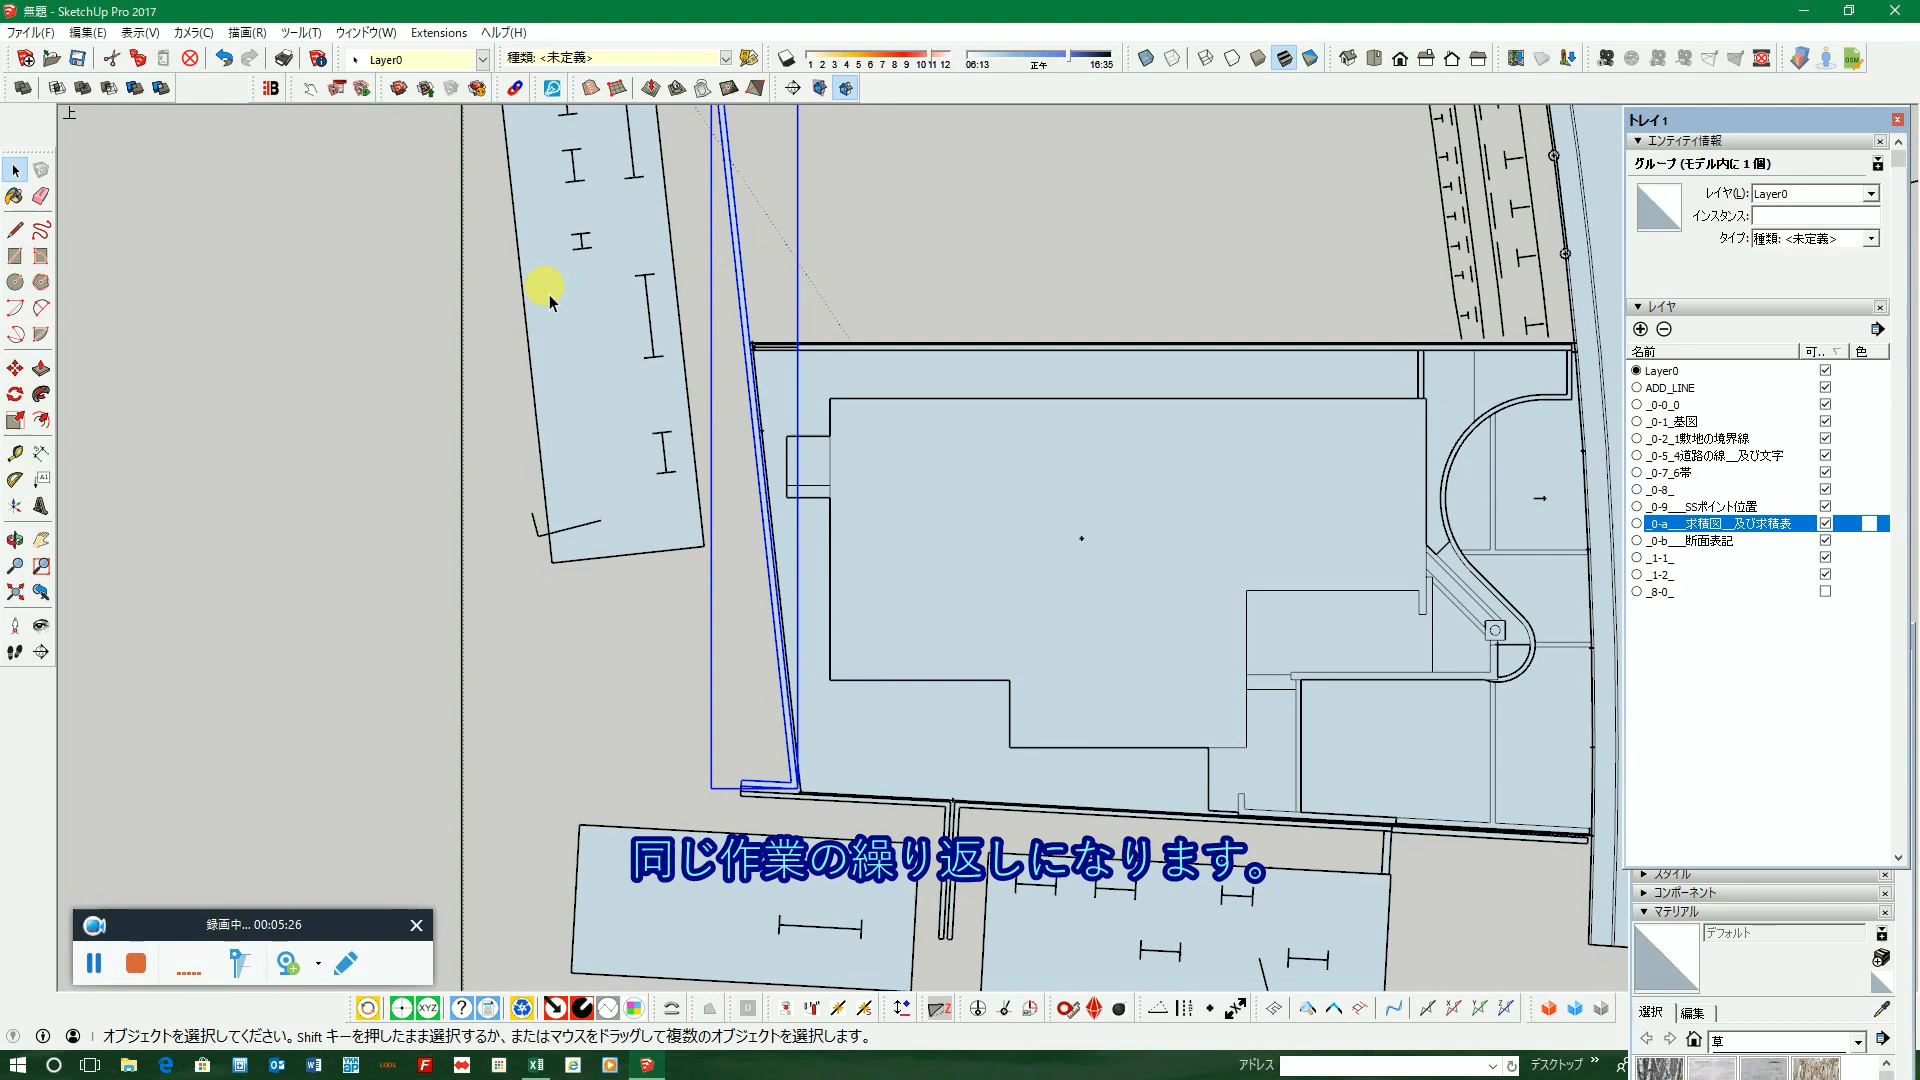 無題 - SketchUp Pro 2017
ファイル(F) 編集(E) 表示(V) カメラ(C) 描画(R) ツール(T) ウィンドウ(W) Extensions ヘルプ(H)
Layer0
種類: <未定義>
1 2 3 4 5 6 7 8 9 10 11 12
06:13 正午 16:35
上
トレイ1
エンティティ情報
グループ (モデル内に 1 個)
レイヤ(L): Layer0
インスタンス:
タイプ: 種類: <未定義>
レイヤ
名前 可.. 色
Layer0
ADD_LINE
_0-0_0
_0-1_基図
_0-2_1敷地の境界線
_0-5_4道路の線__及び文字
_0-7_6帯
_0-8_
_0-9___SSポイント位置
_0-a___求積図__及び求積表
_0-b___断面表記
_1-1_
_1-2_
_8-0_
同じ作業の繰り返しになります。
録画中... 00:05:26
スタイル
コンポーネント
マテリアル
デフォルト
選択 編集
草
オブジェクトを選択してください。Shift キーを押したまま選択するか、またはマウスをドラッグして複数のオブジェクトを選択します。
アドレス
デスクトップ